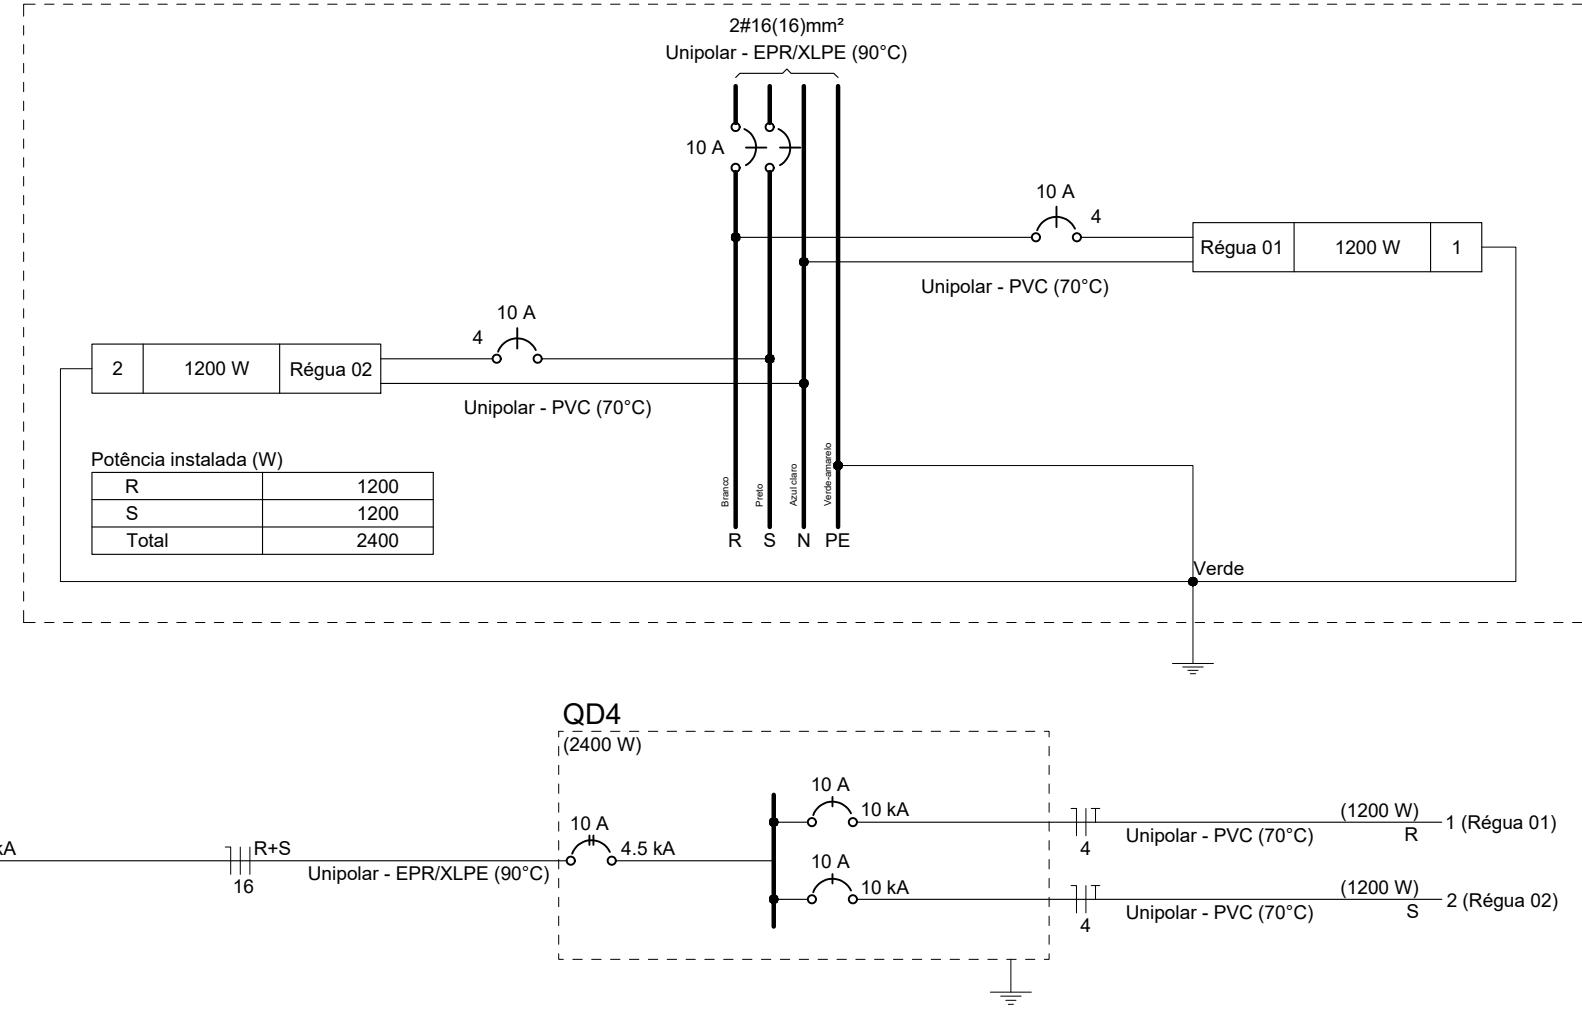 2#16(16)mm²
Unipolar - EPR/XLPE (90°C)
10 A
10 A
4
Régua 01 1200 W 1
Unipolar - PVC (70°C)
10 A
4
2 1200 W Régua 02
Unipolar - PVC (70°C)
Potência instalada (W)
R 1200
S 1200
Total 2400
Branco
Preto
Azul claro
Verde-amarelo
R S N PE
Verde
QD4
(2400 W)
10 A
10 kA
(1200 W)
1 (Régua 01)
4
Unipolar - PVC (70°C)
R
kA
R+S
16
Unipolar - EPR/XLPE (90°C)
10 A
4.5 kA
10 A
10 kA
(1200 W)
2 (Régua 02)
4
Unipolar - PVC (70°C)
S